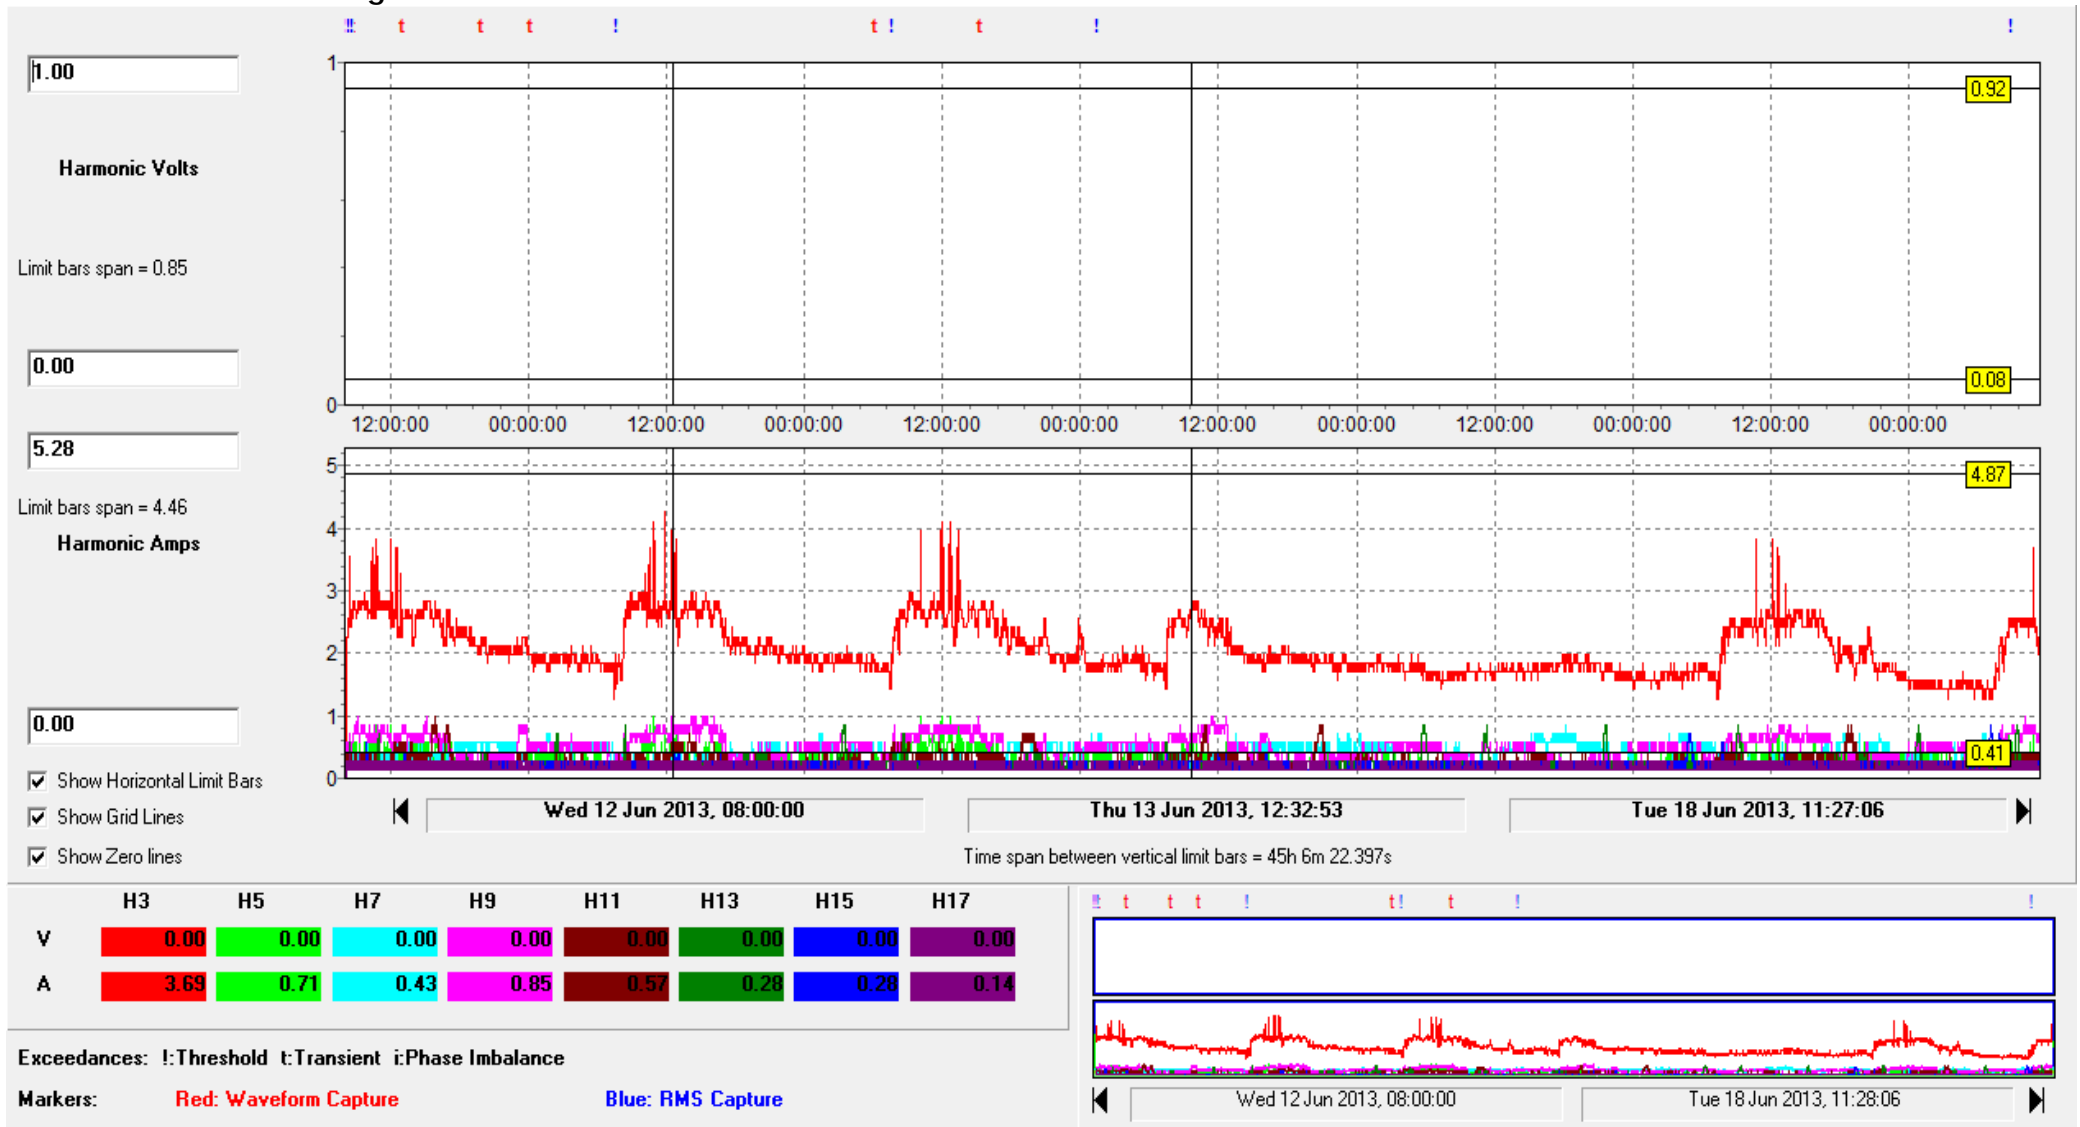 !!! t t t ! t ! t ! !
1.00
Harmonic Volts
Limit bars span = 0.85
0.00
1
0
0.92
0.08
12:00:00 00:00:00 12:00:00 00:00:00 12:00:00 00:00:00 12:00:00 00:00:00 12:00:00 00:00:00 12:00:00 00:00:00
5.28
Limit bars span = 4.46
Harmonic Amps
0.00
5
4
3
2
1
0
4.87
0.41
Show Horizontal Limit Bars
Show Grid Lines
Show Zero lines
Wed 12 Jun 2013, 08:00:00 Thu 13 Jun 2013, 12:32:53 Tue 18 Jun 2013, 11:27:06
Time span between vertical limit bars = 45h 6m 22.397s
H3 H5 H7 H9 H11 H13 H15 H17
V 0.00 0.00 0.00 0.00 0.00 0.00 0.00 0.00
A 3.69 0.71 0.43 0.85 0.57 0.28 0.28 0.14
Exceedances: !:Threshold t:Transient i:Phase Imbalance
Markers: Red: Waveform Capture Blue: RMS Capture
!!! t t t ! t! t ! !
Wed 12 Jun 2013, 08:00:00 Tue 18 Jun 2013, 11:28:06